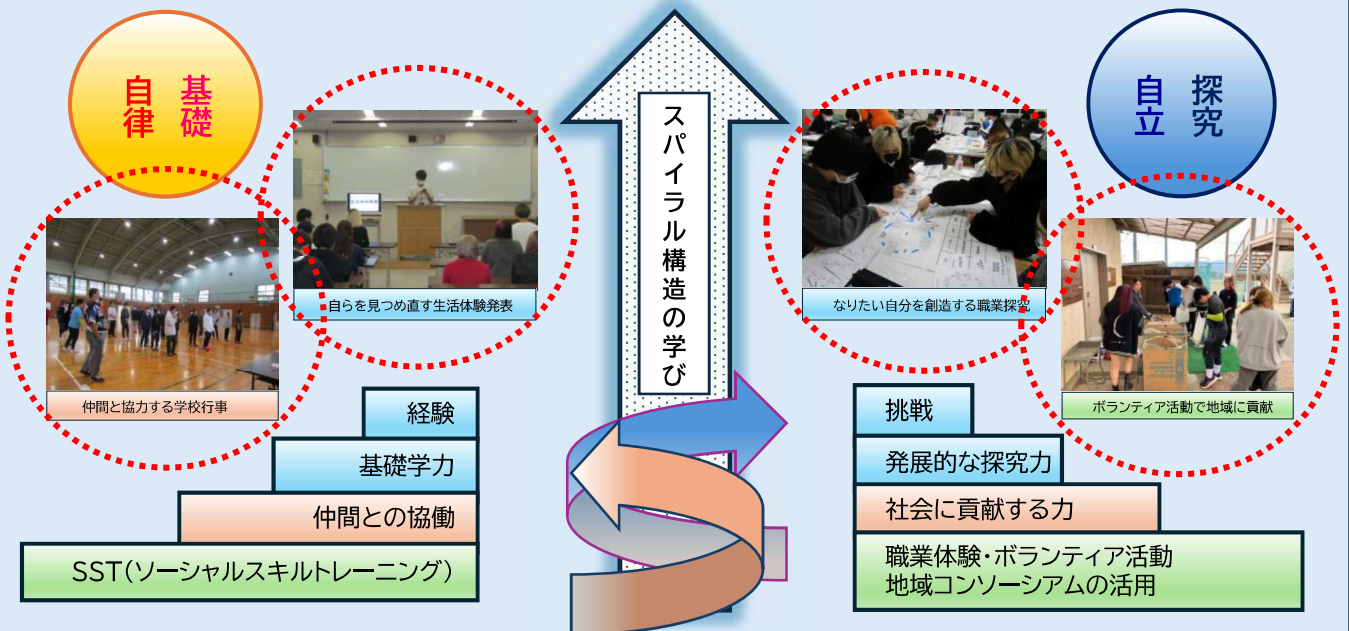 基礎
自律
自らを見つめ直す生活体験発表
仲間と協力する学校行事
経験
基礎学力
仲間との協働
SST(ソーシャルスキルトレーニング)
スパイラル構造の学び
探究
自立
なりたい自分を創造する職業探究
ボランティア活動で地域に貢献
挑戦
発展的な探究力
社会に貢献する力
職業体験・ボランティア活動
地域コンソーシアムの活用